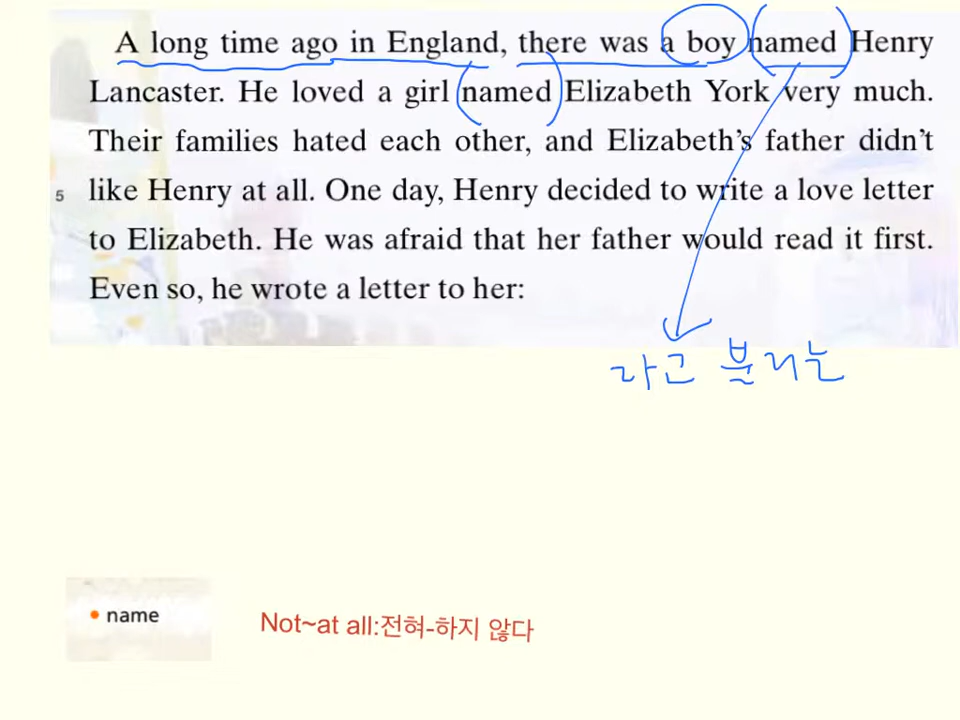 A long time ago in England, there was a boy named Henry
Lancaster. He loved a girl named Elizabeth York very much.
Their families hated each other, and Elizabeth's father didn't
5 like Henry at all. One day, Henry decided to write a love letter
to Elizabeth. He was afraid that her father would read it first.
Even so, he wrote a letter to her:
라고 불리는
• name
Not~at all:전혀-하지 않다